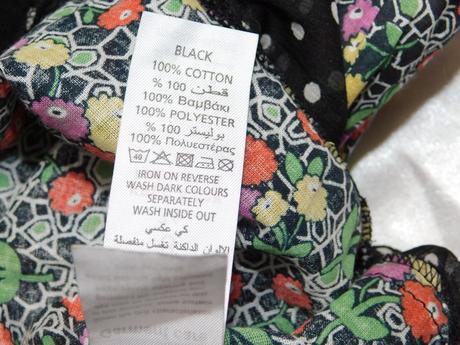 BLACK
100% COTTON
قطن 100 %
100% Βαμβάκι
100% POLYESTER
بوليستر 100 %
100% Πολυεστέρας
40
IRON ON REVERSE
WASH DARK COLOURS
SEPARATELY
WASH INSIDE OUT
كي عكسي
الألوان الداكنة تغسل منفصلة